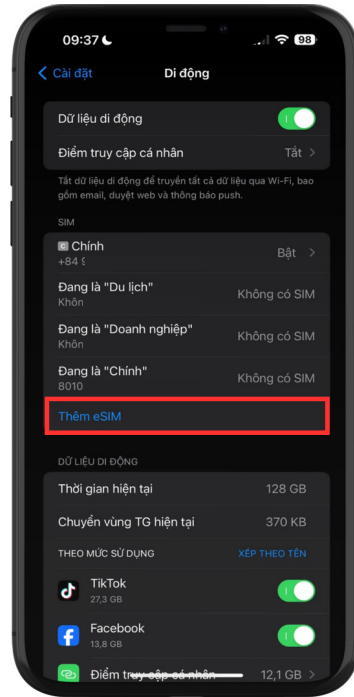 09:37
98
Cài đặt
Di động
Dữ liệu di động
Điểm truy cập cá nhân Tắt
Tắt dữ liệu di động để truyền tất cả dữ liệu qua Wi-Fi, bao
gồm email, duyệt web và thông báo push.
SIM
C Chính Bật
+84 9
Đang là "Du lịch" Không có SIM
Khôn
Đang là "Doanh nghiệp" Không có SIM
Khôn
Đang là "Chính" Không có SIM
8010
Thêm eSIM
DỮ LIỆU DI ĐỘNG
Thời gian hiện tại 128 GB
Chuyển vùng TG hiện tại 370 KB
THEO MỨC SỬ DỤNG XẾP THEO TÊN
TikTok
27,3 GB
Facebook
13,8 GB
Điểm truy cập cá nhân 12,1 GB